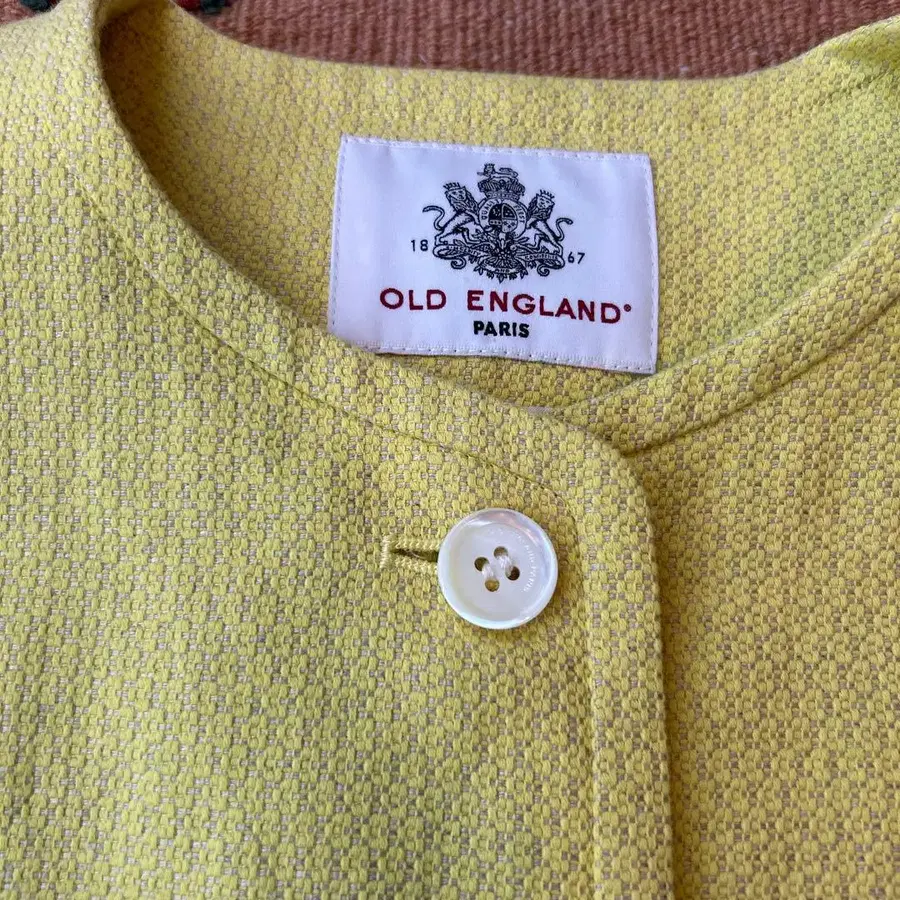 18 67
OLD ENGLAND®
PARIS